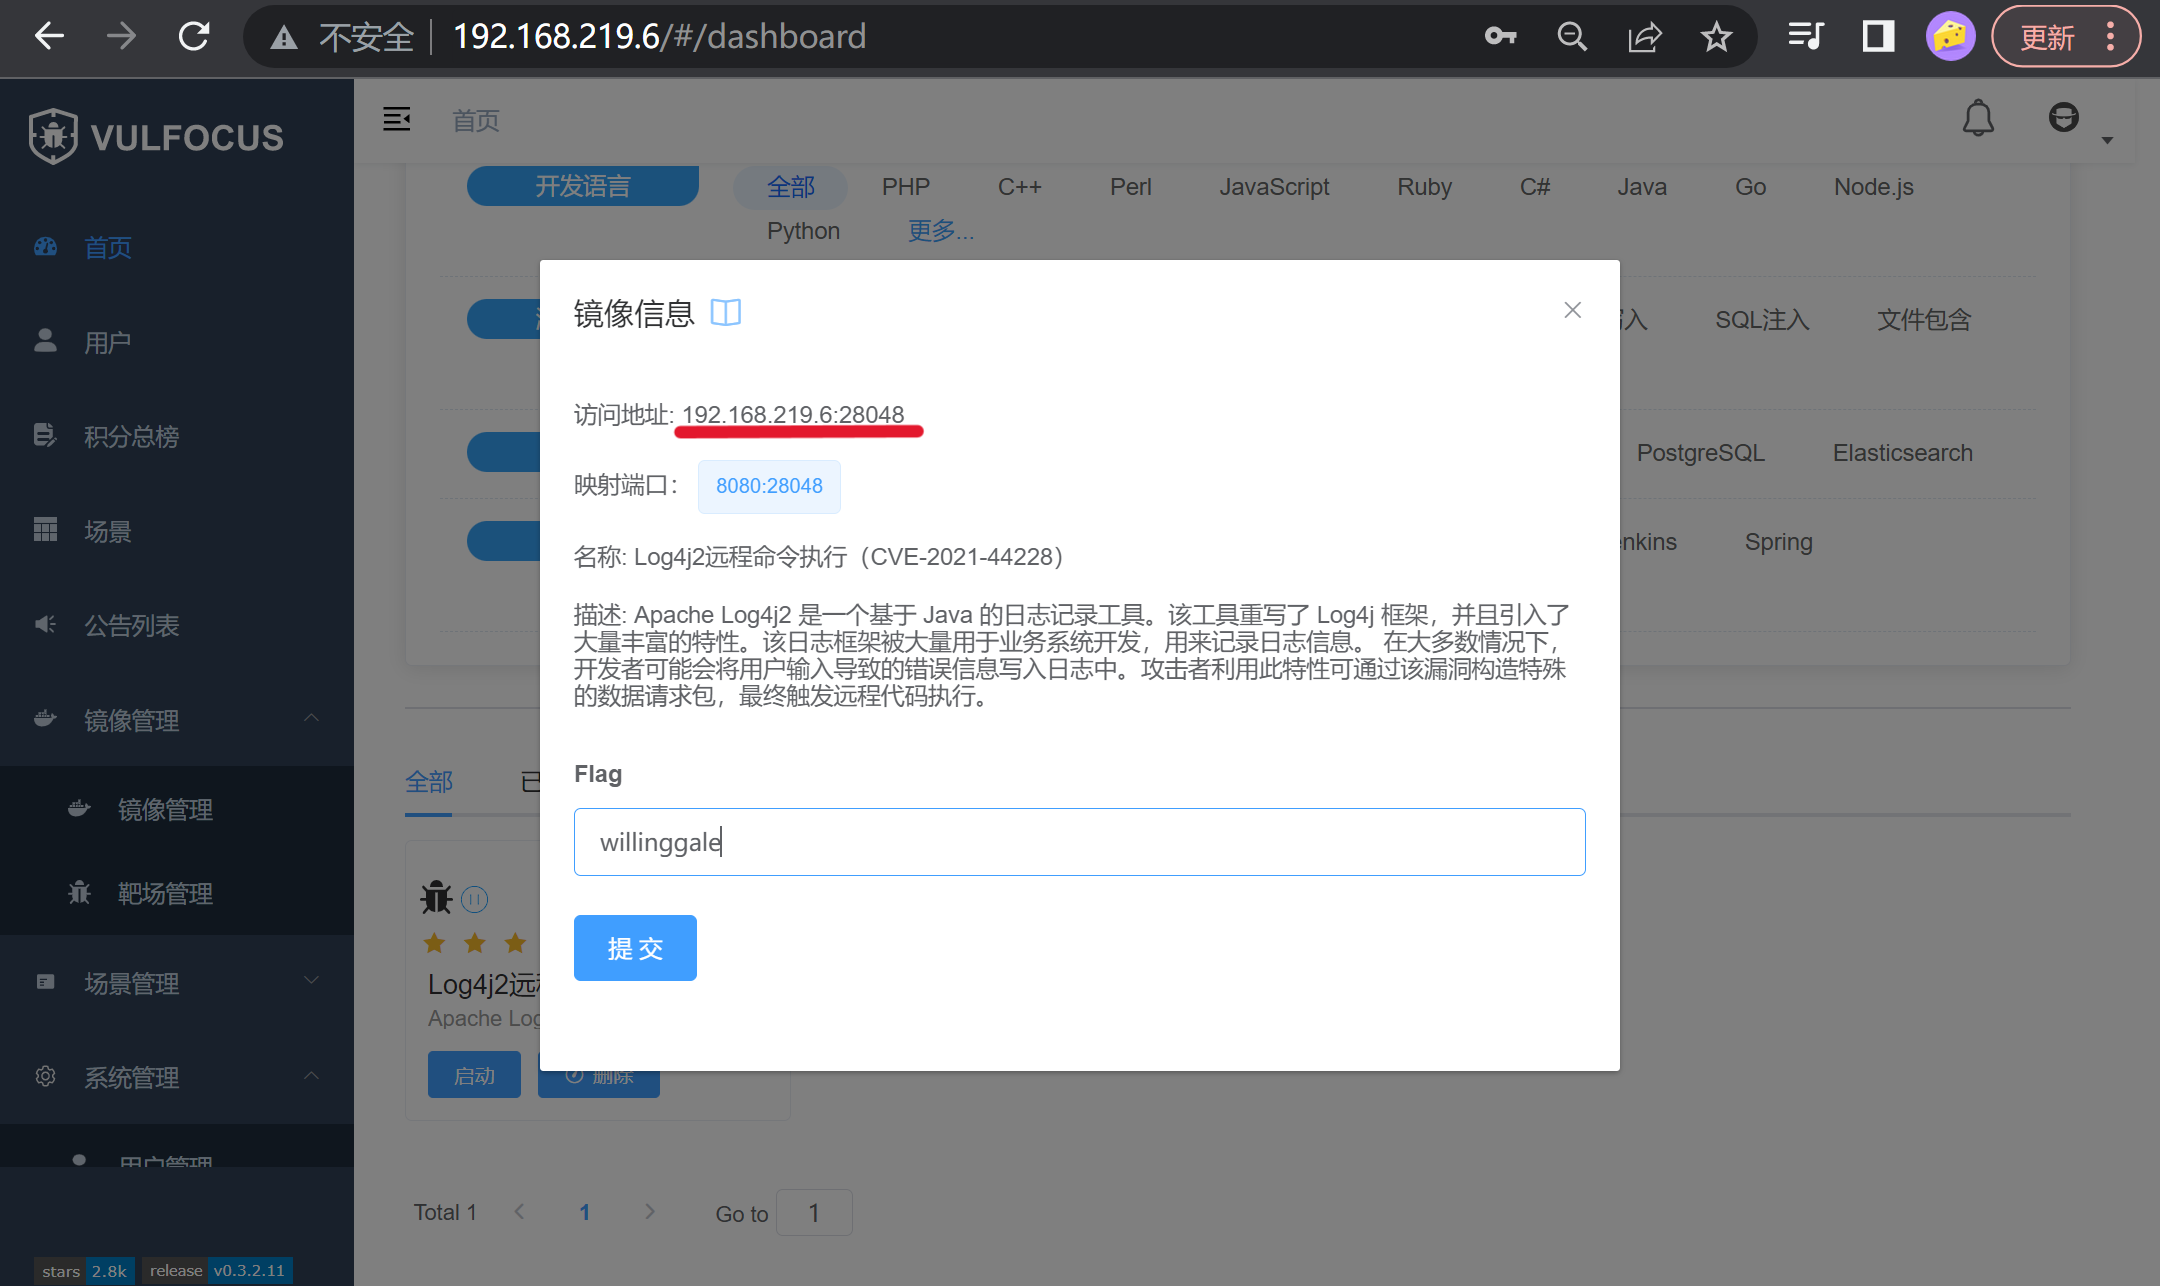 不安全 192.168.219.6/#/dashboard
更新
VULFOCUS
首页
用户
积分总榜
场景
公告列表
镜像管理
镜像管理
靶场管理
场景管理
系统管理
用户管理
stars 2.8k release v0.3.2.11
首页
开发语言 全部 PHP C++ Perl JavaScript Ruby C# Java Go Node.js
Python 更多...
入 SQL注入 文件包含
PostgreSQL Elasticsearch
enkins Spring
全部 已
Log4j2远程
Apache Log
启动 删除
Total 1 1 Go to 1
镜像信息
访问地址: 192.168.219.6:28048
映射端口： 8080:28048
名称: Log4j2远程命令执行（CVE-2021-44228）
描述: Apache Log4j2 是一个基于 Java 的日志记录工具。该工具重写了 Log4j 框架，并且引入了
大量丰富的特性。该日志框架被大量用于业务系统开发，用来记录日志信息。 在大多数情况下，
开发者可能会将用户输入导致的错误信息写入日志中。攻击者利用此特性可通过该漏洞构造特殊
的数据请求包，最终触发远程代码执行。
Flag
willinggale
提 交